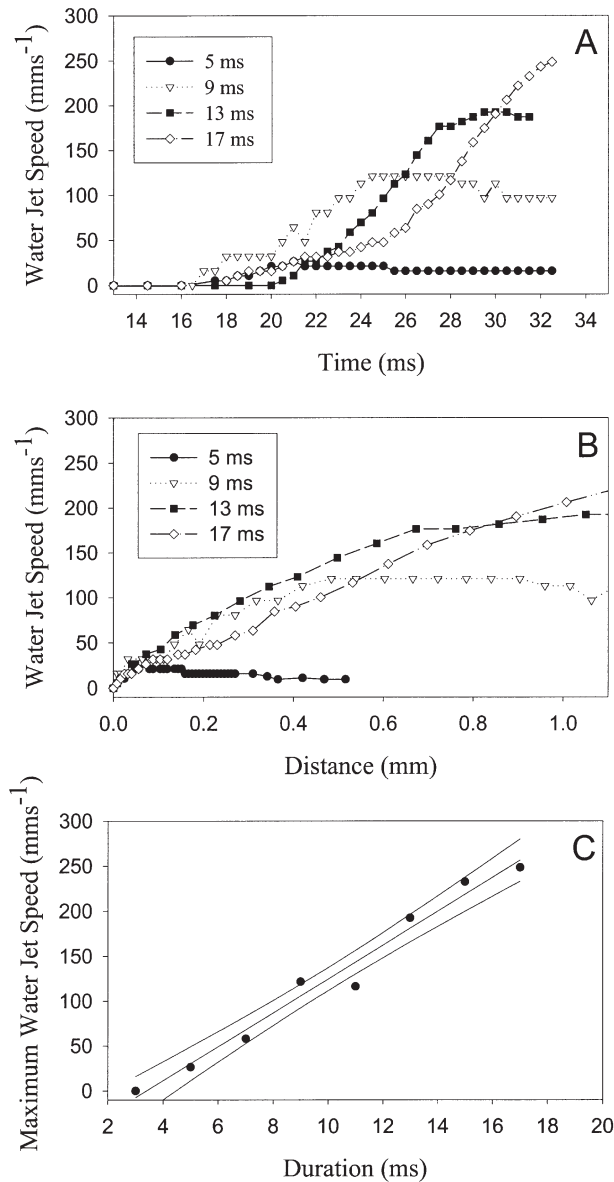 300
250
200
150
100
50
0
Water Jet Speed (mms⁻¹)
A
5 ms
9 ms
13 ms
17 ms
14 16 18 20 22 24 26 28 30 32 34
Time (ms)
300
250
200
150
100
50
0
Water Jet Speed (mms⁻¹)
B
5 ms
9 ms
13 ms
17 ms
0.0 0.2 0.4 0.6 0.8 1.0
Distance (mm)
300
250
200
150
100
50
0
Maximum Water Jet Speed (mms⁻¹)
C
2 4 6 8 10 12 14 16 18 20
Duration (ms)